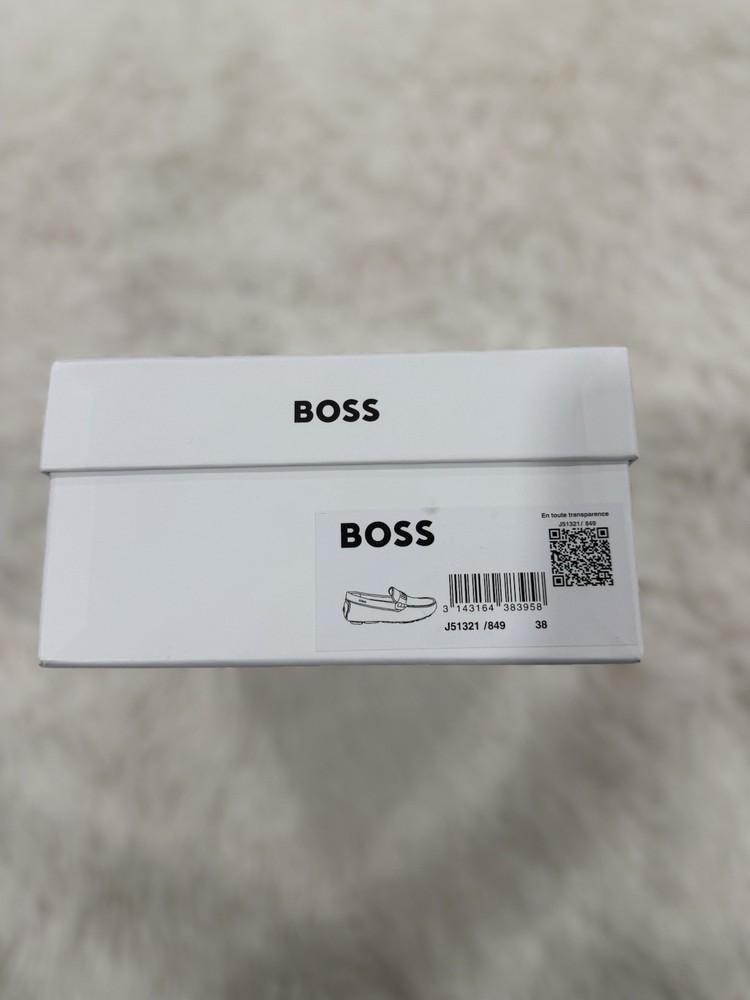 BOSS
BOSS
En toute transparence
J51321/ 849
3 143164 383958
J51321 /849 38